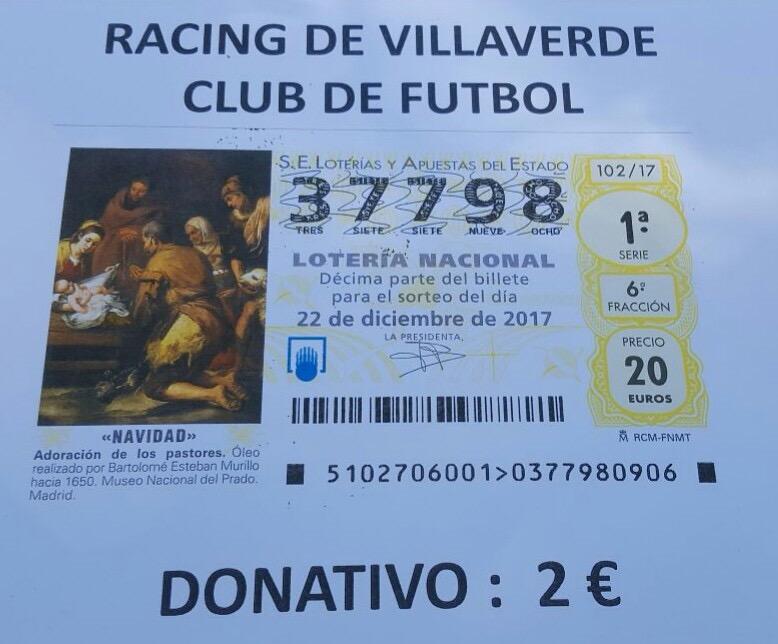 RACING DE VILLAVERDE
CLUB DE FUTBOL
S.E. LOTERÍAS Y APUESTAS DEL ESTADO
37798
TRES SIETE SIETE NUEVE OCHO
LOTERÍA NACIONAL
Décima parte del billete
para el sorteo del día
22 de diciembre de 2017
LA PRESIDENTA,
102/17
1ª
SERIE
6ª
FRACCIÓN
PRECIO
20
EUROS
RCM-FNMT
«NAVIDAD»
Adoración de los pastores. Óleo
realizado por Bartolomé Esteban Murillo
hacia 1650. Museo Nacional del Prado.
Madrid.
5102706001>0377980906
DONATIVO : 2 €